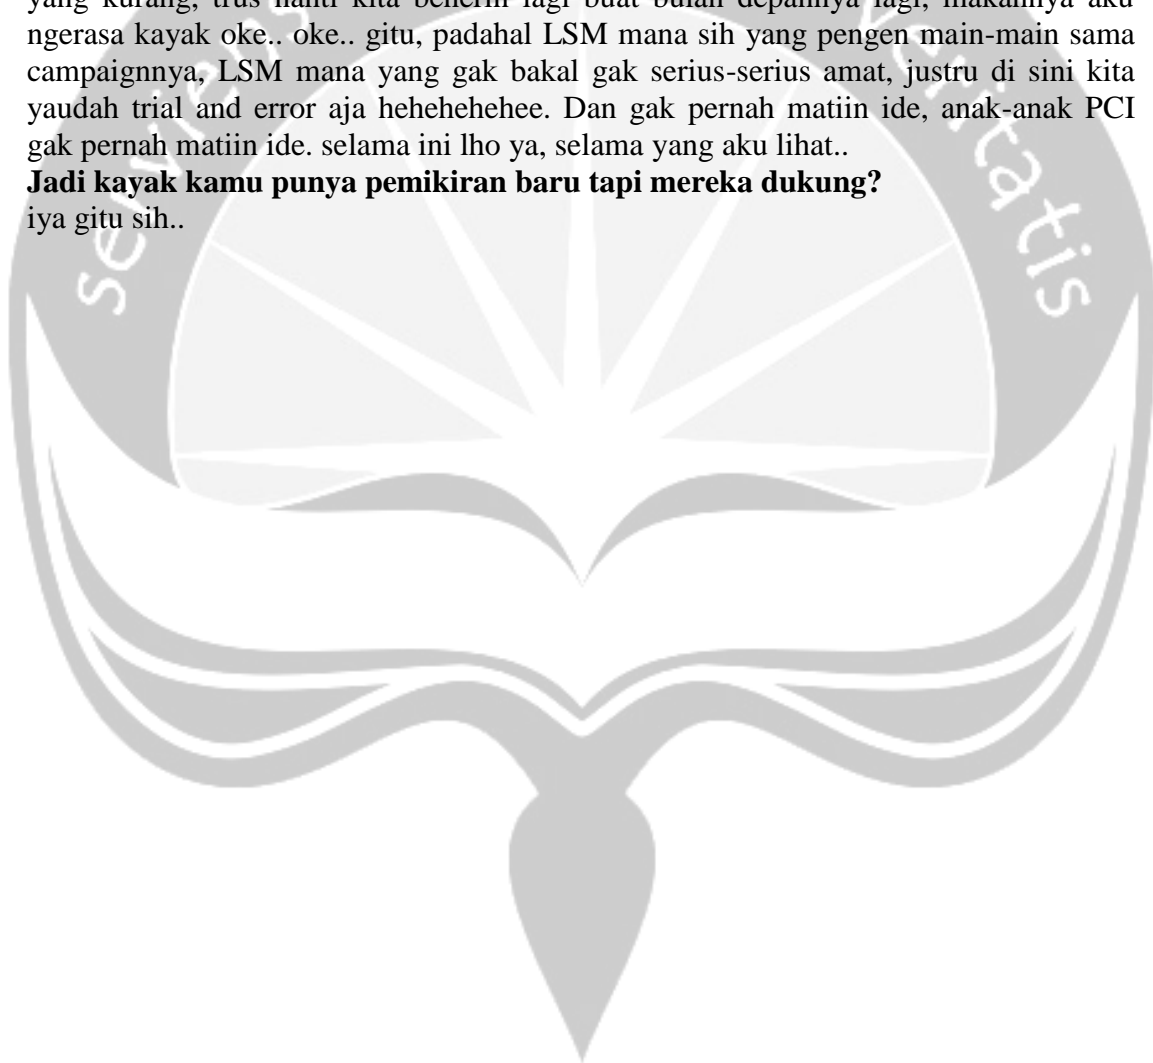 yang kurang, trus nanti kita benerin lagi buat bulan depannya lagi, makannya aku
ngerasa kayak oke.. oke.. gitu, padahal LSM mana sih yang pengen main-main sama
campaignnya, LSM mana yang gak bakal gak serius-serius amat, justru di sini kita
yaudah trial and error aja hehehehehee. Dan gak pernah matiin ide, anak-anak PCI
gak pernah matiin ide. selama ini lho ya, selama yang aku lihat..
Jadi kayak kamu punya pemikiran baru tapi mereka dukung?
iya gitu sih..